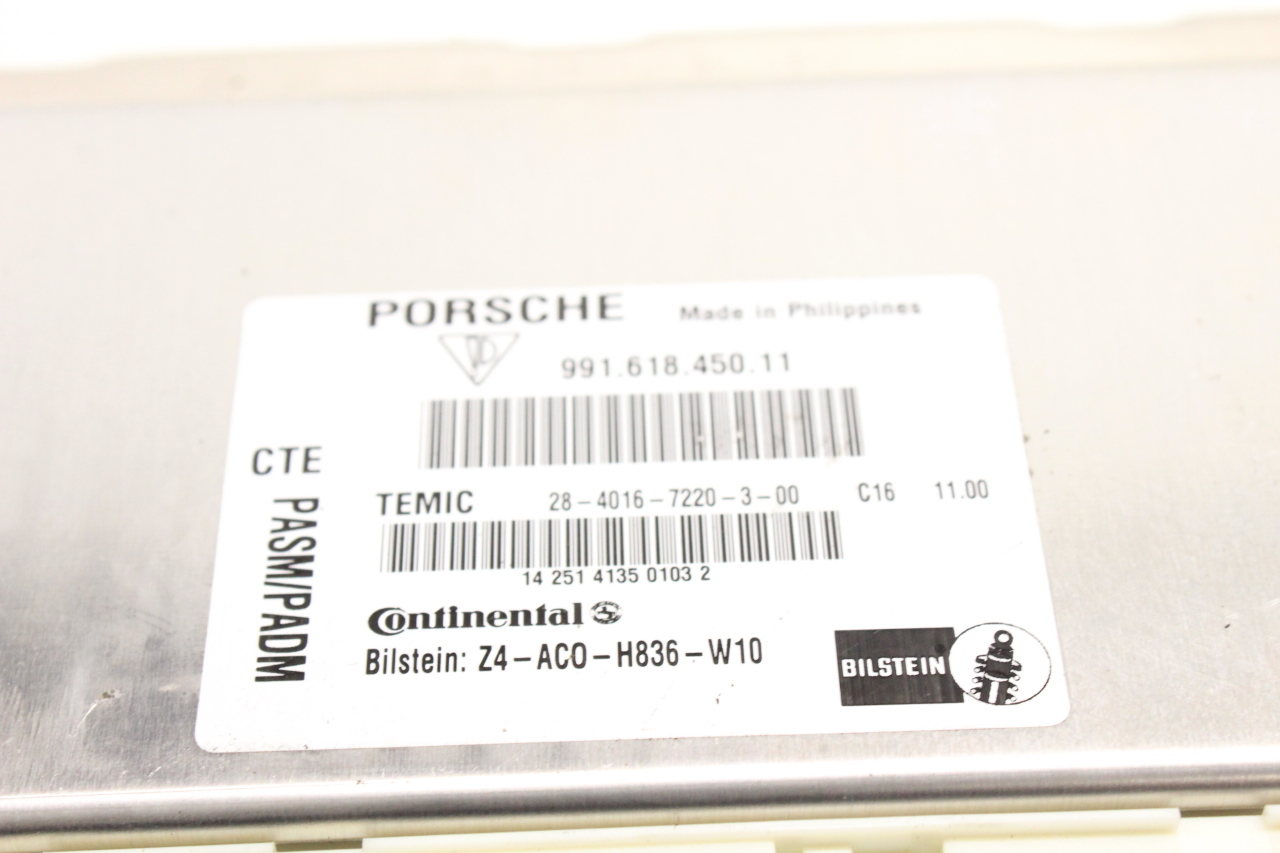 PORSCHE Made in Philippines
991.618.450.11
CTE PASM/PADM
TEMIC 28-4016-7220-3-00 C16 11.00
14 251 4135 0103 2
Continental
Bilstein: Z4-ACO-H836-W10
BILSTEIN